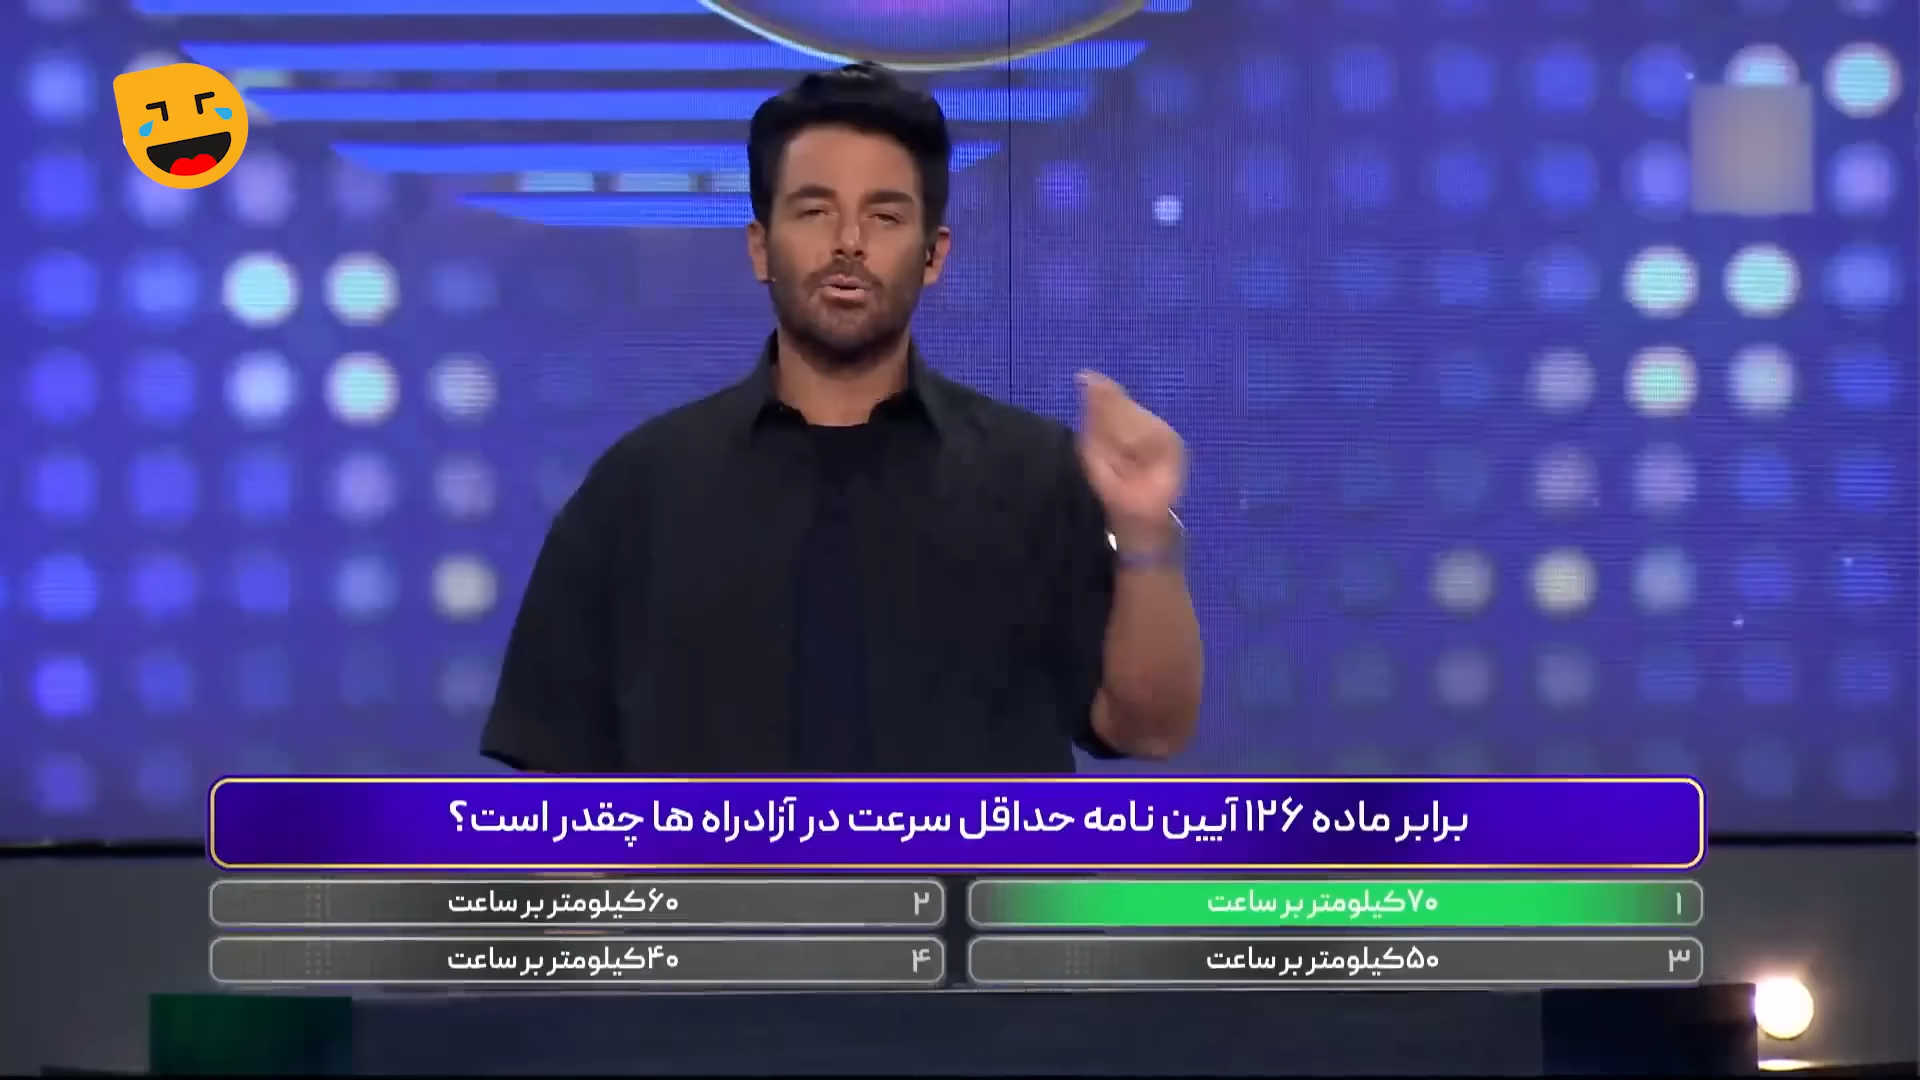 برابر ماده ۱۲۶ آیین نامه حداقل سرعت در آزادراه ها چقدر است؟
۱ ۷۰کیلومتر بر ساعت
۲ ۶۰کیلومتر بر ساعت
۳ ۵۰کیلومتر بر ساعت
۴ ۴۰کیلومتر بر ساعت